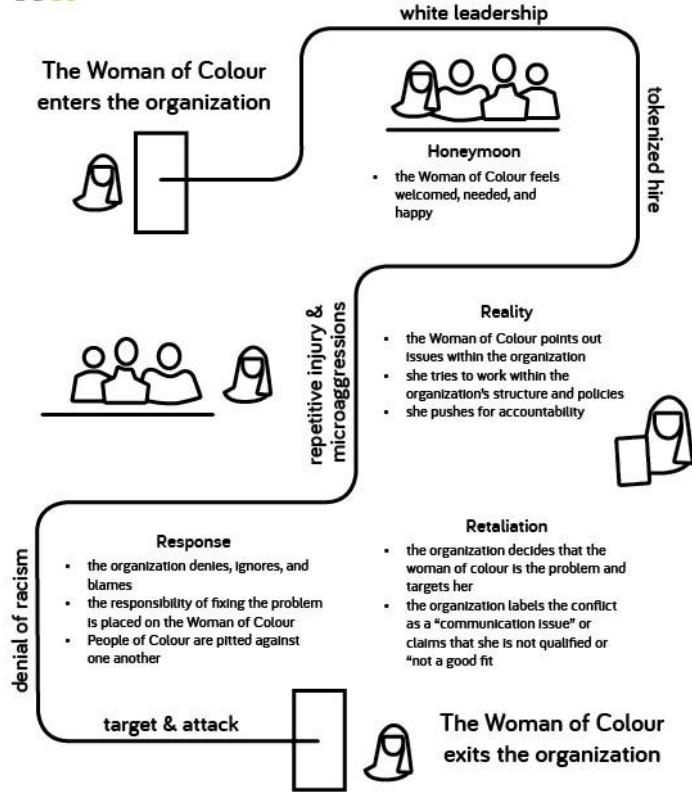 white leadership
The Woman of Colour
enters the organization
tokenized hire
Honeymoon
• the Woman of Colour feels
welcomed, needed, and
happy
repetitive injury &
microaggressions
Reality
• the Woman of Colour points out
issues within the organization
• she tries to work within the
organization's structure and policies
• she pushes for accountability
denial of racism
Response
• the organization denies, ignores, and
blames
• the responsibility of fixing the problem
is placed on the Woman of Colour
• People of Colour are pitted against
one another
Retaliation
• the organization decides that the
woman of colour is the problem and
targets her
• the organization labels the conflict
as a “communication issue” or
claims that she is not qualified or
“not a good fit
target & attack
The Woman of Colour
exits the organization